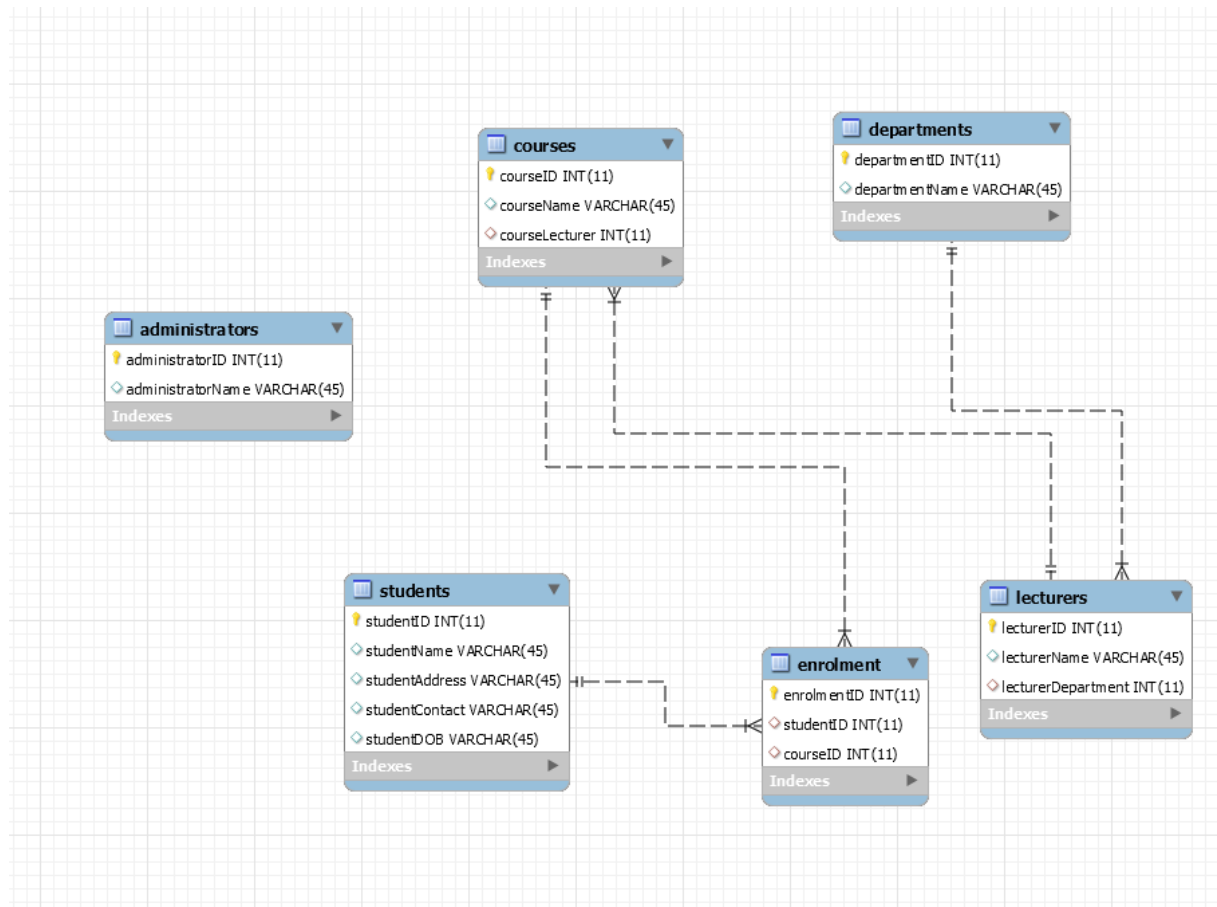 courses
courseID INT(11)
courseName VARCHAR(45)
courseLecturer INT(11)
Indexes
departments
departmentID INT(11)
departmentName VARCHAR(45)
Indexes
administrators
administratorID INT(11)
administratorName VARCHAR(45)
Indexes
students
studentID INT(11)
studentName VARCHAR(45)
studentAddress VARCHAR(45)
studentContact VARCHAR(45)
studentDOB VARCHAR(45)
Indexes
enrolment
enrolmentID INT(11)
studentID INT(11)
courseID INT(11)
Indexes
lecturers
lecturerID INT(11)
lecturerName VARCHAR(45)
lecturerDepartment INT(11)
Indexes